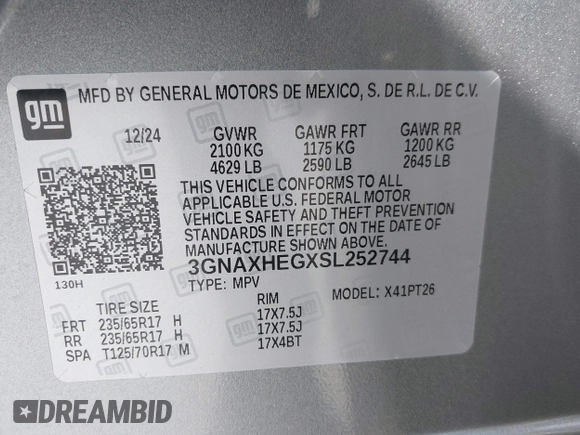 gm
MFD BY GENERAL MOTORS DE MEXICO, S. DE R.L. DE C.V.
12/24 GVWR GAWR FRT GAWR RR
2100 KG 1175 KG 1200 KG
4629 LB 2590 LB 2645 LB
THIS VEHICLE CONFORMS TO ALL
APPLICABLE U.S. FEDERAL MOTOR
VEHICLE SAFETY AND THEFT PREVENTION
STANDARDS IN EFFECT ON THE DATE OF
MANUFACTURE SHOWN ABOVE.
130H
3GNAXHEGXSL252744
TYPE: MPV MODEL: X41PT26
TIRE SIZE RIM
FRT 235/65R17 H 17X7.5J
RR 235/65R17 H 17X7.5J
SPA T125/70R17 M 17X4BT
DREAMBID